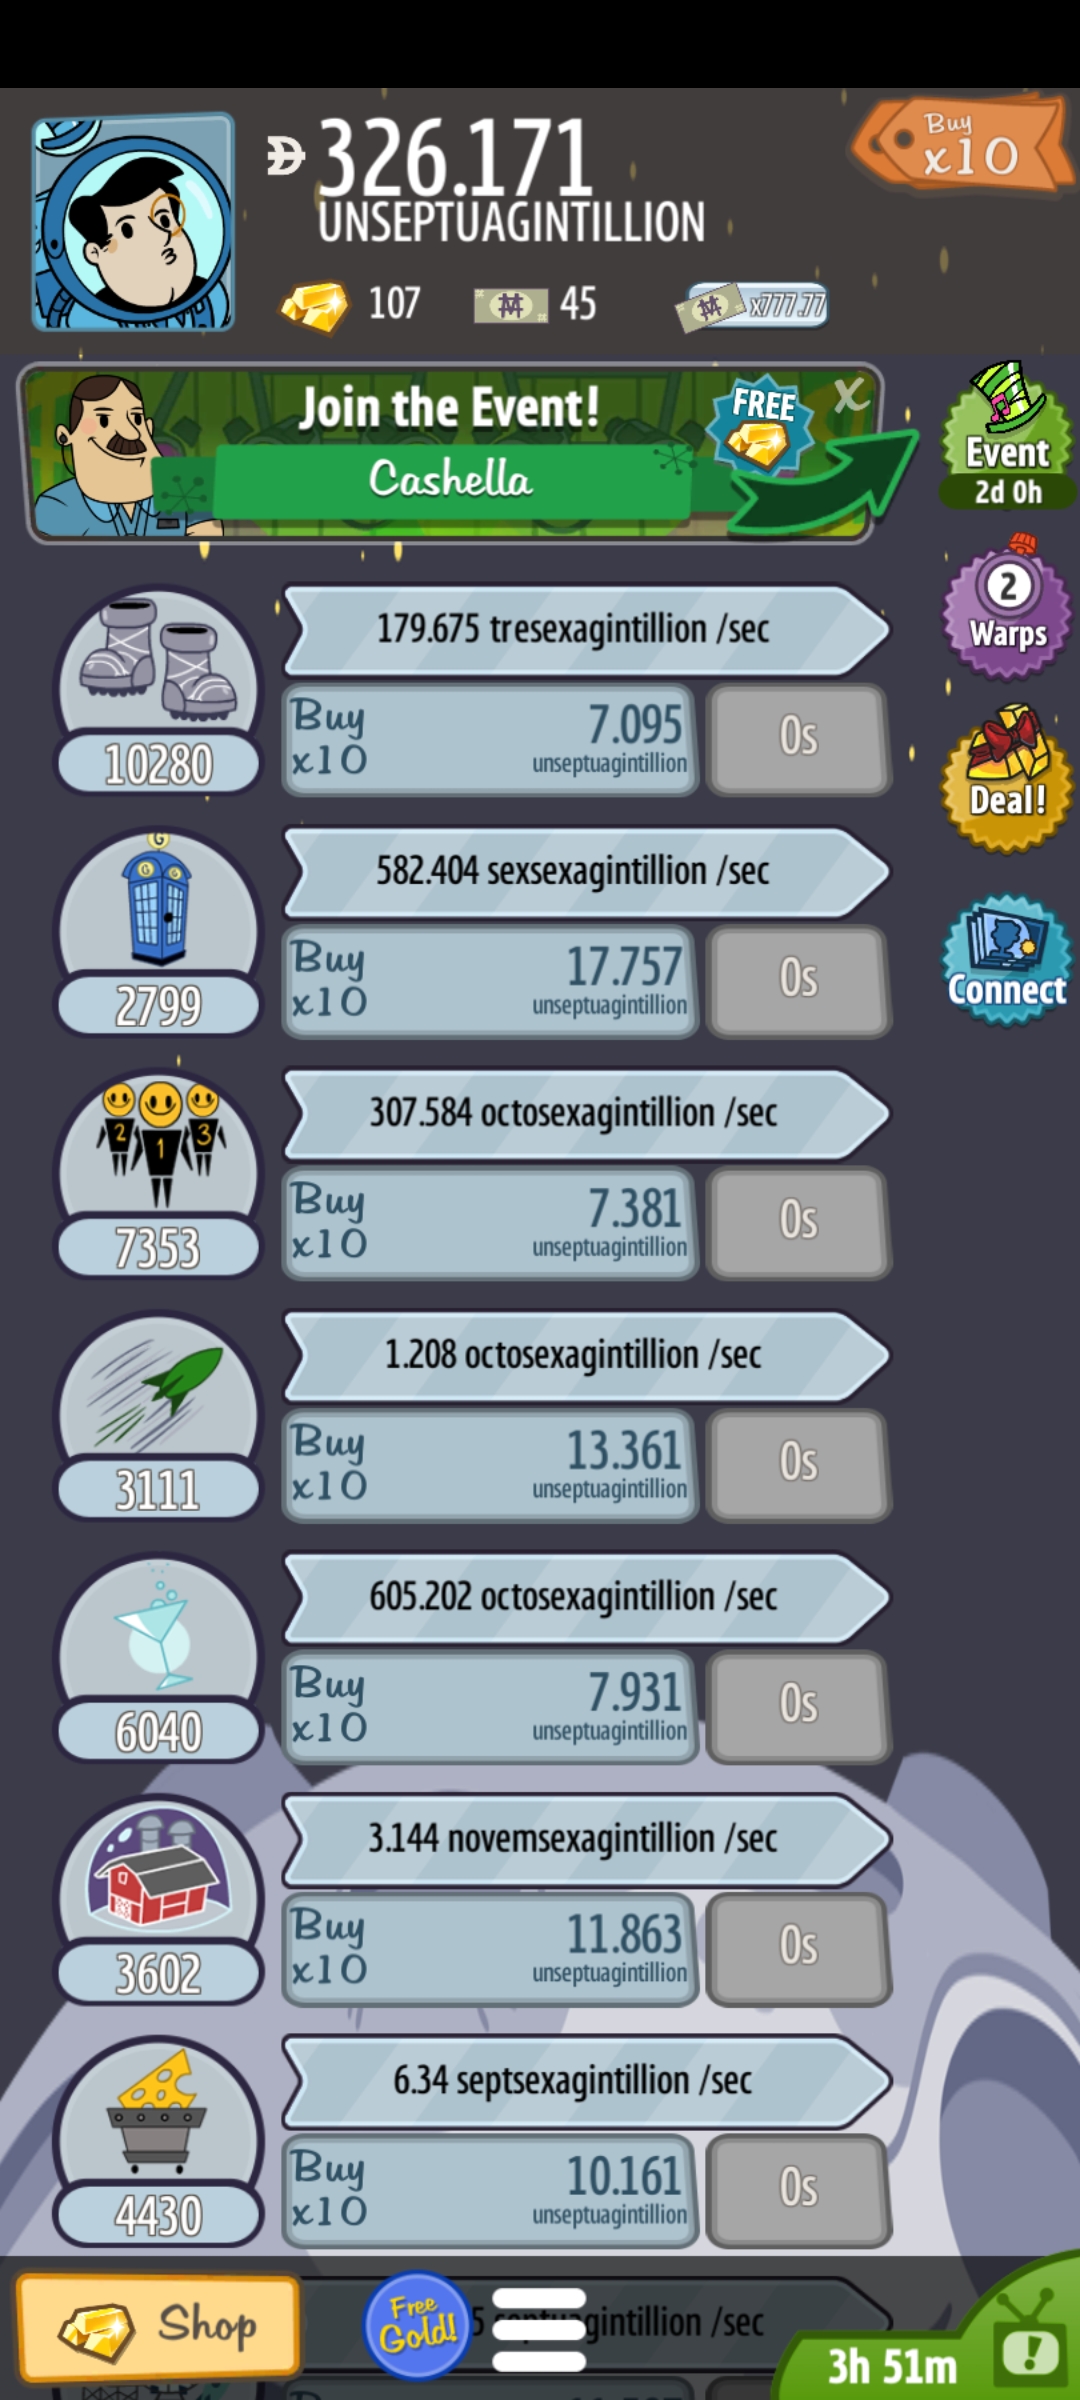 326.171
UNSEPTUAGINTILLION
Buy
x10
107
45
x777.77
Join the Event!
Cashella
FREE
X
Event
2d 0h
2
Warps
Deal!
Connect
179.675 tresexagintillion /sec
10280
Buy
x10
7.095
unseptuagintillion
0s
G
G G
582.404 sexsexagintillion /sec
2799
Buy
x10
17.757
unseptuagintillion
0s
2 1 3
307.584 octosexagintillion /sec
7353
Buy
x10
7.381
unseptuagintillion
0s
1.208 octosexagintillion /sec
3111
Buy
x10
13.361
unseptuagintillion
0s
605.202 octosexagintillion /sec
6040
Buy
x10
7.931
unseptuagintillion
0s
3.144 novemsexagintillion /sec
3602
Buy
x10
11.863
unseptuagintillion
0s
6.34 septsexagintillion /sec
4430
Buy
x10
10.161
unseptuagintillion
0s
Shop
Free
Gold!
/sec
3h 51m
!